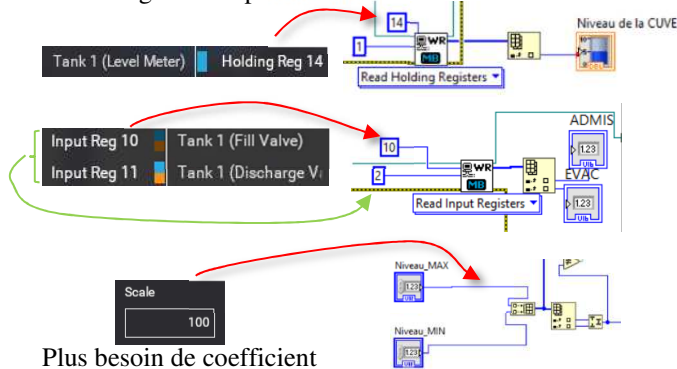 14
Niveau de la CUVE
WR
MB
1
Tank 1 (Level Meter) Holding Reg 14
Read Holding Registers
ADMIS
Input Reg 10 Tank 1 (Fill Valve)
10
1.23
Input Reg 11 Tank 1 (Discharge V
WR
MB
2
EVAC
1.23
Read Input Registers
Niveau_MAX
1.23
Scale
100
Niveau_MIN
1.23
Plus besoin de coefficient